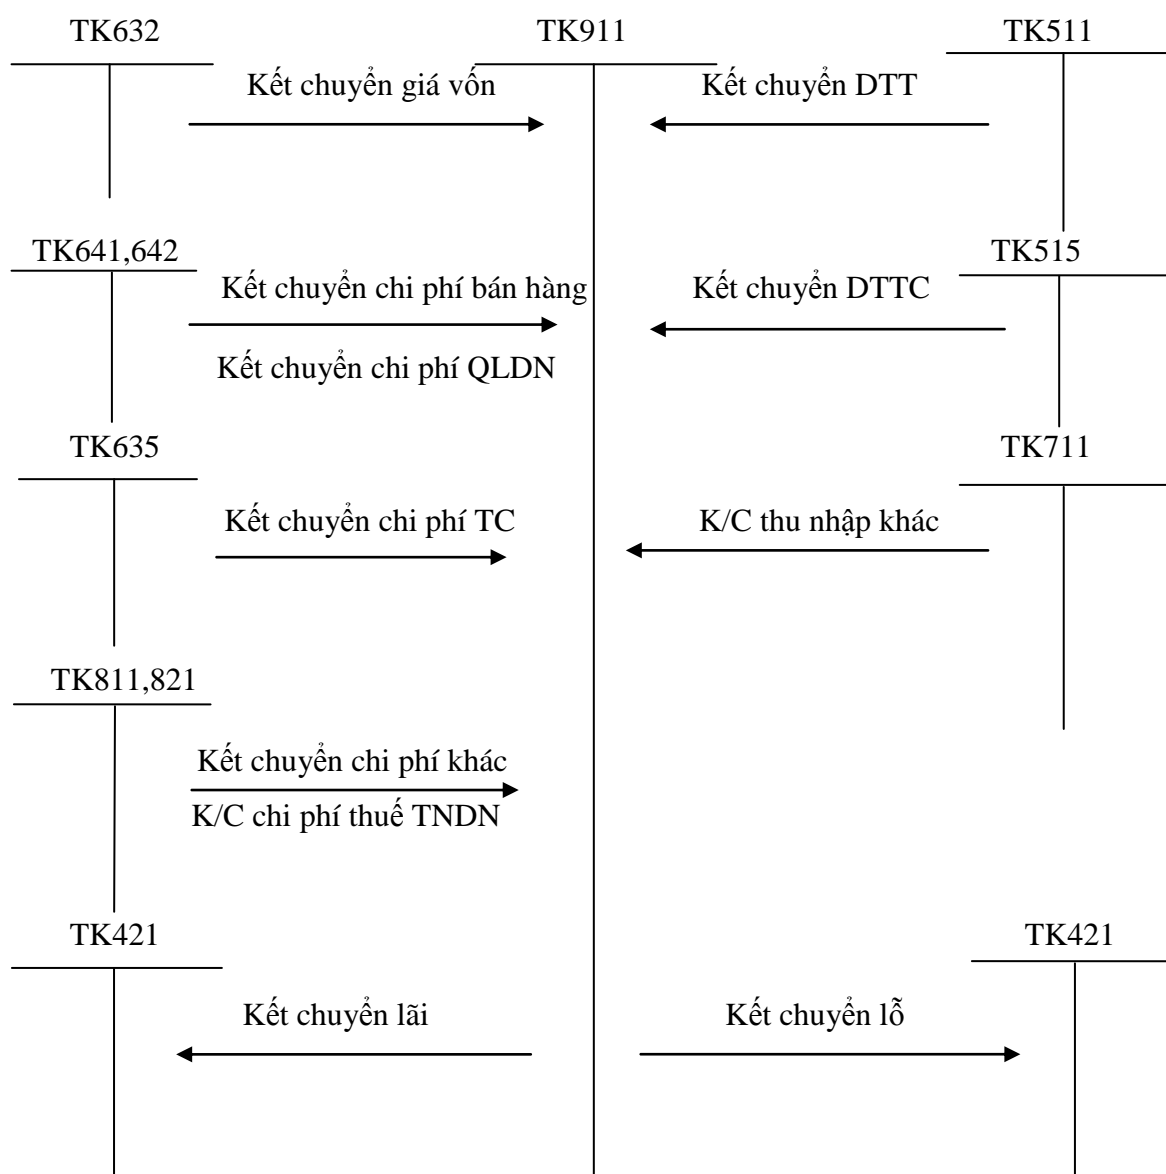 TK632
TK911
TK511
Kết chuyển giá vốn
Kết chuyển DTT
TK641,642
TK515
Kết chuyển chi phí bán hàng
Kết chuyển DTTC
Kết chuyển chi phí QLDN
TK635
TK711
Kết chuyển chi phí TC
K/C thu nhập khác
TK811,821
Kết chuyển chi phí khác
K/C chi phí thuế TNDN
TK421
TK421
Kết chuyển lãi
Kết chuyển lỗ